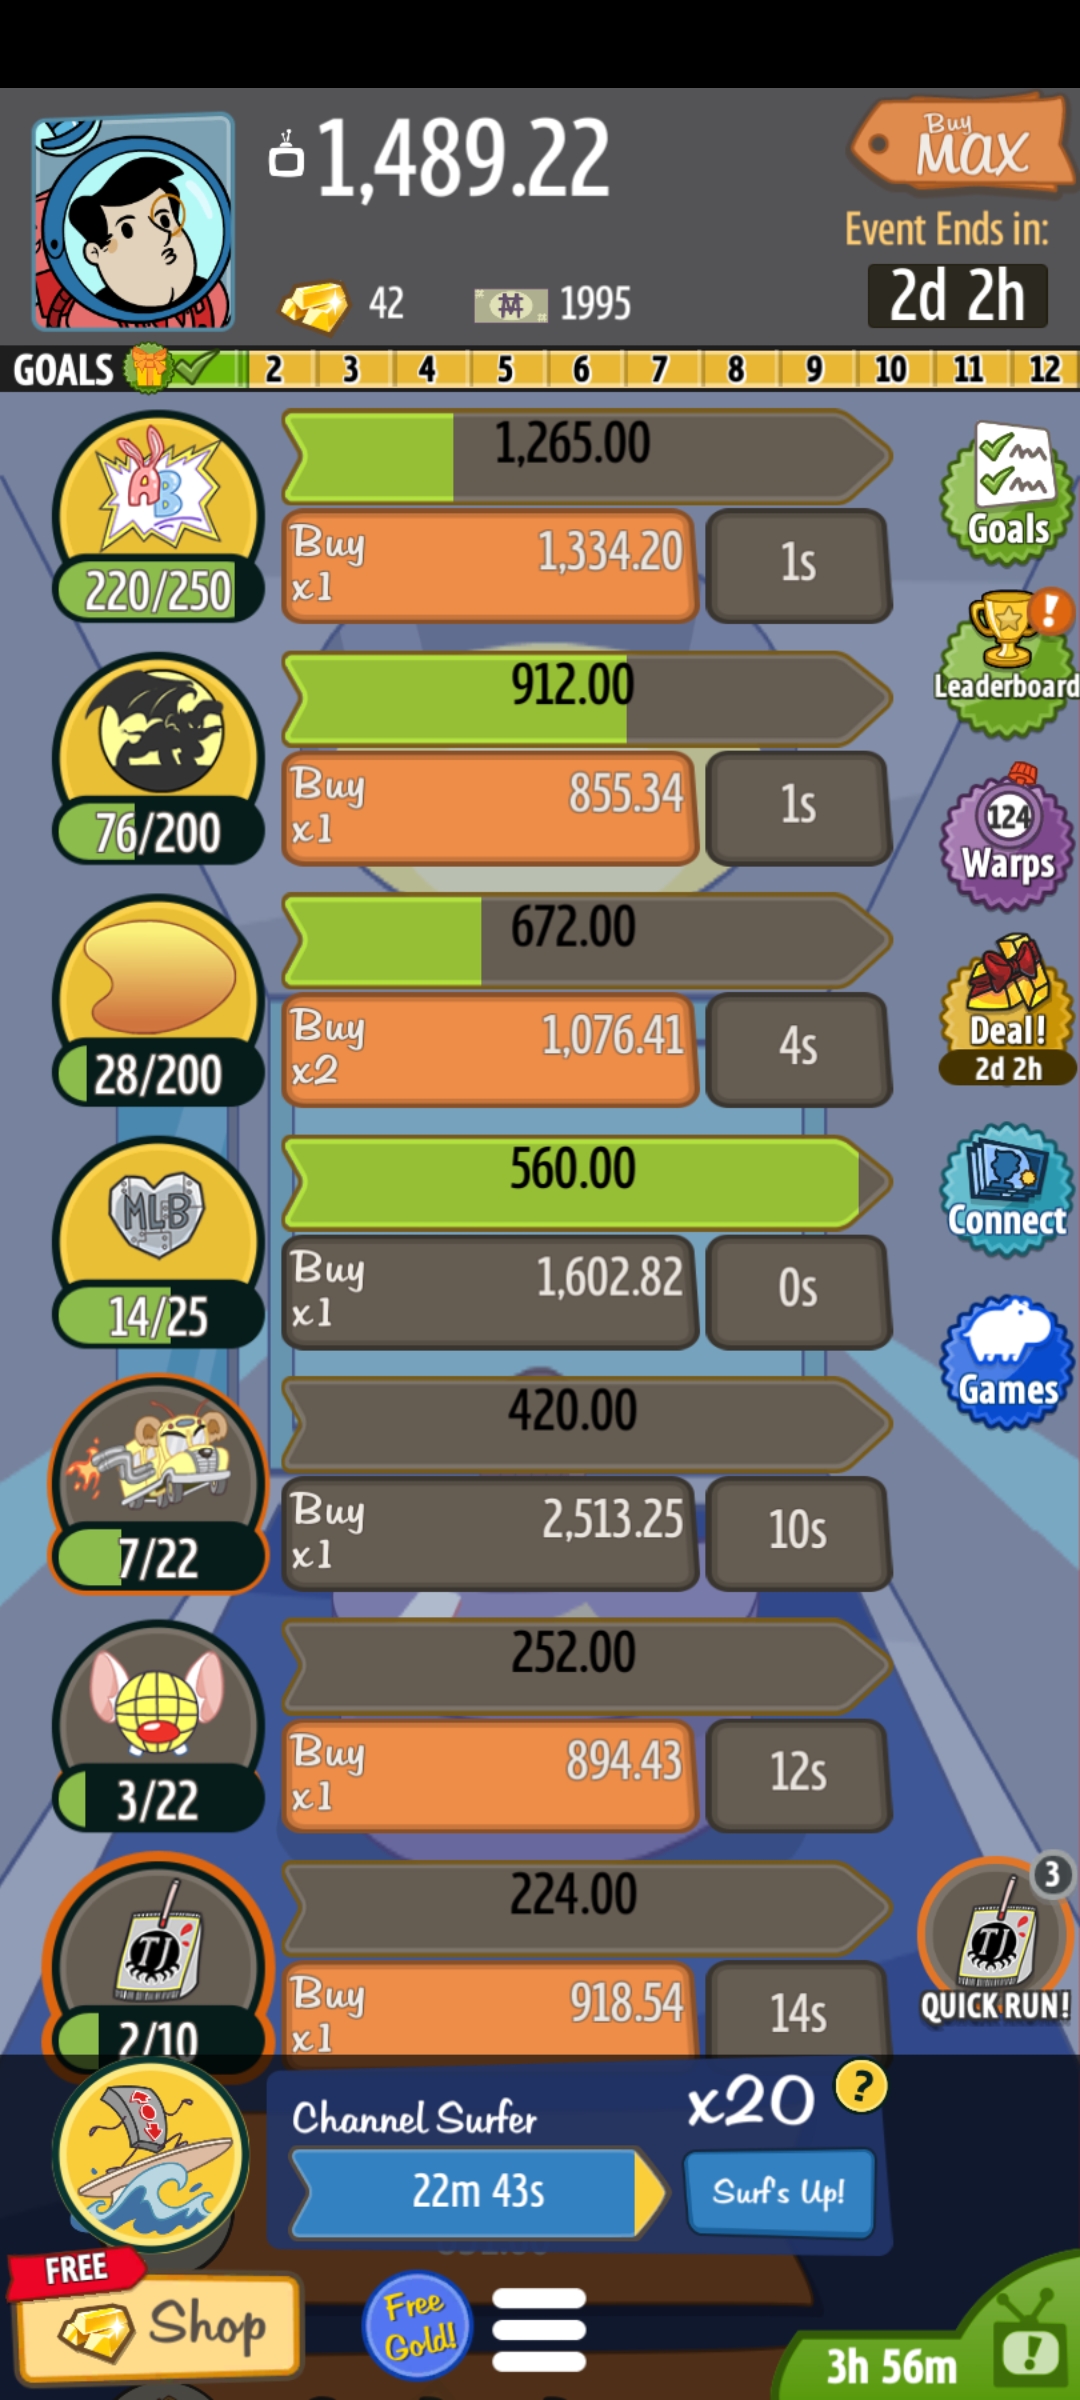 1,489.22
Buy
MAX
Event Ends in:
42
1995
2d 2h
GOALS 2 3 4 5 6 7 8 9 10 11 12
AB
1,265.00
220/250
Buy
x1
1,334.20
1s
Goals
912.00
76/200
Buy
x1
855.34
1s
Leaderboard
124
Warps
672.00
28/200
Buy
x2
1,076.41
4s
Deal!
2d 2h
MLB
560.00
14/25
Buy
x1
1,602.82
0s
Connect
Games
420.00
7/22
Buy
x1
2,513.25
10s
252.00
3/22
Buy
x1
894.43
12s
TJ
224.00
2/10
Buy
x1
918.54
14s
3
TJ
QUICK RUN!
Channel Surfer
x20
?
22m 43s
Surf's Up!
FREE
Shop
Free
Gold!
3h 56m